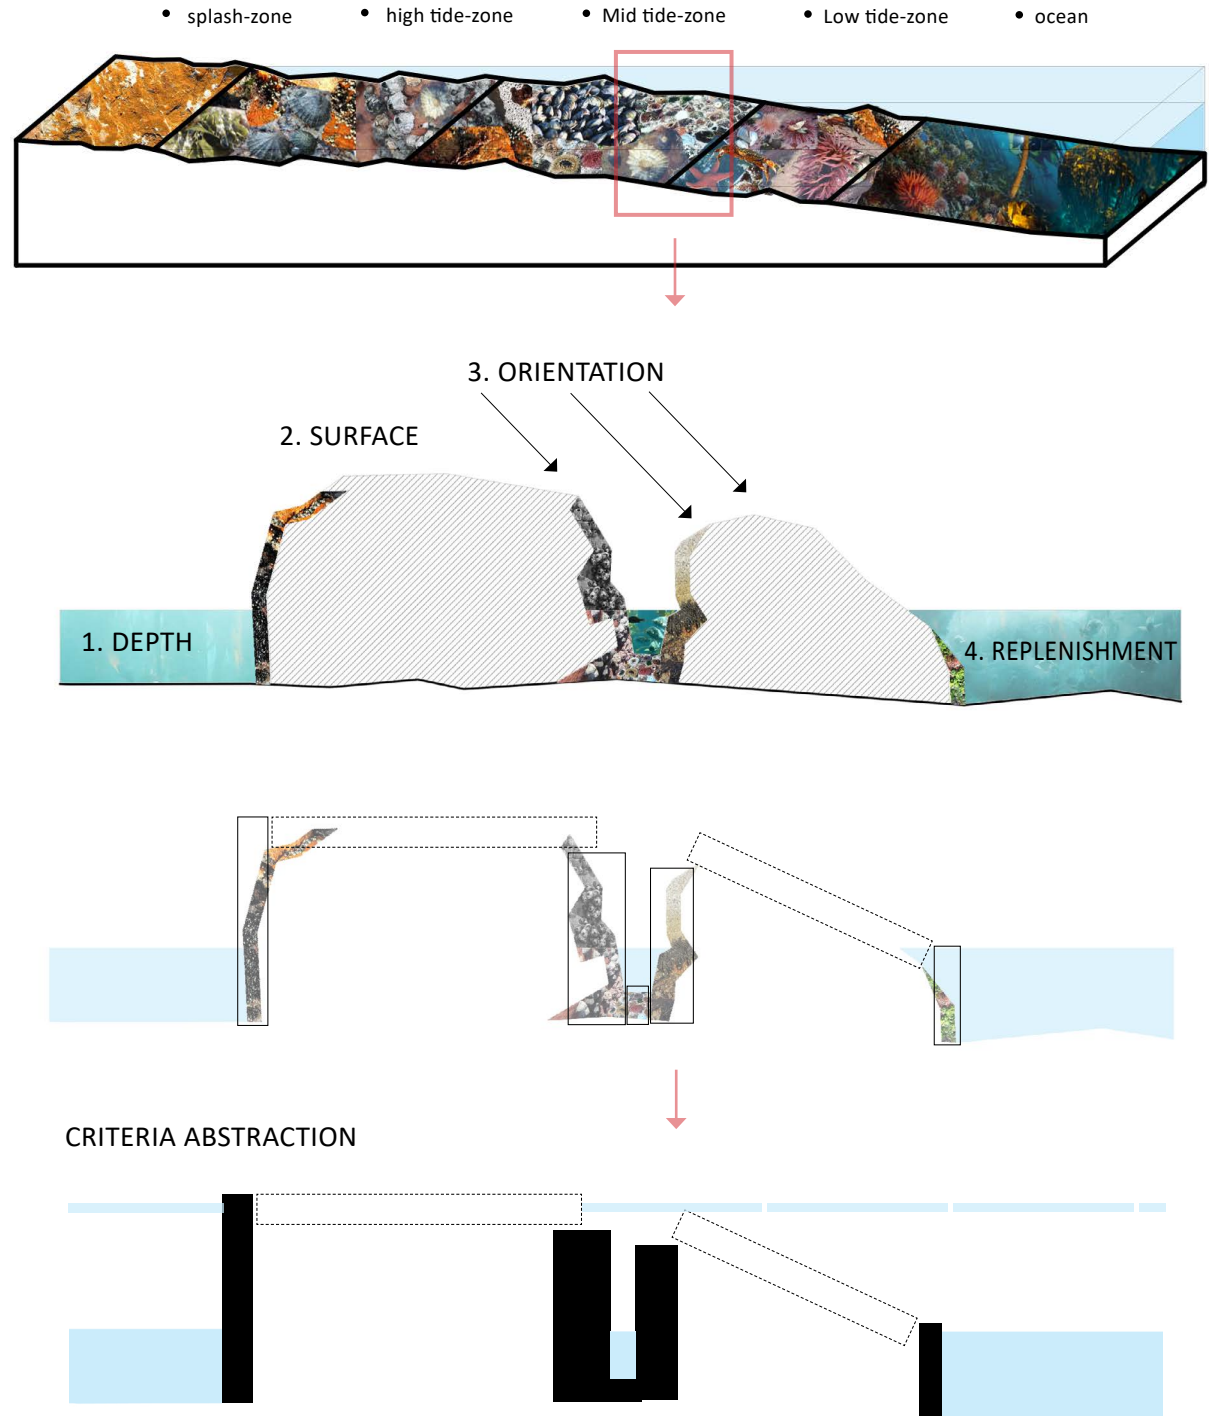 • splash-zone
• high tide-zone
• Mid tide-zone
• Low tide-zone
• ocean
3. ORIENTATION
2. SURFACE
1. DEPTH
4. REPLENISHMENT
CRITERIA ABSTRACTION